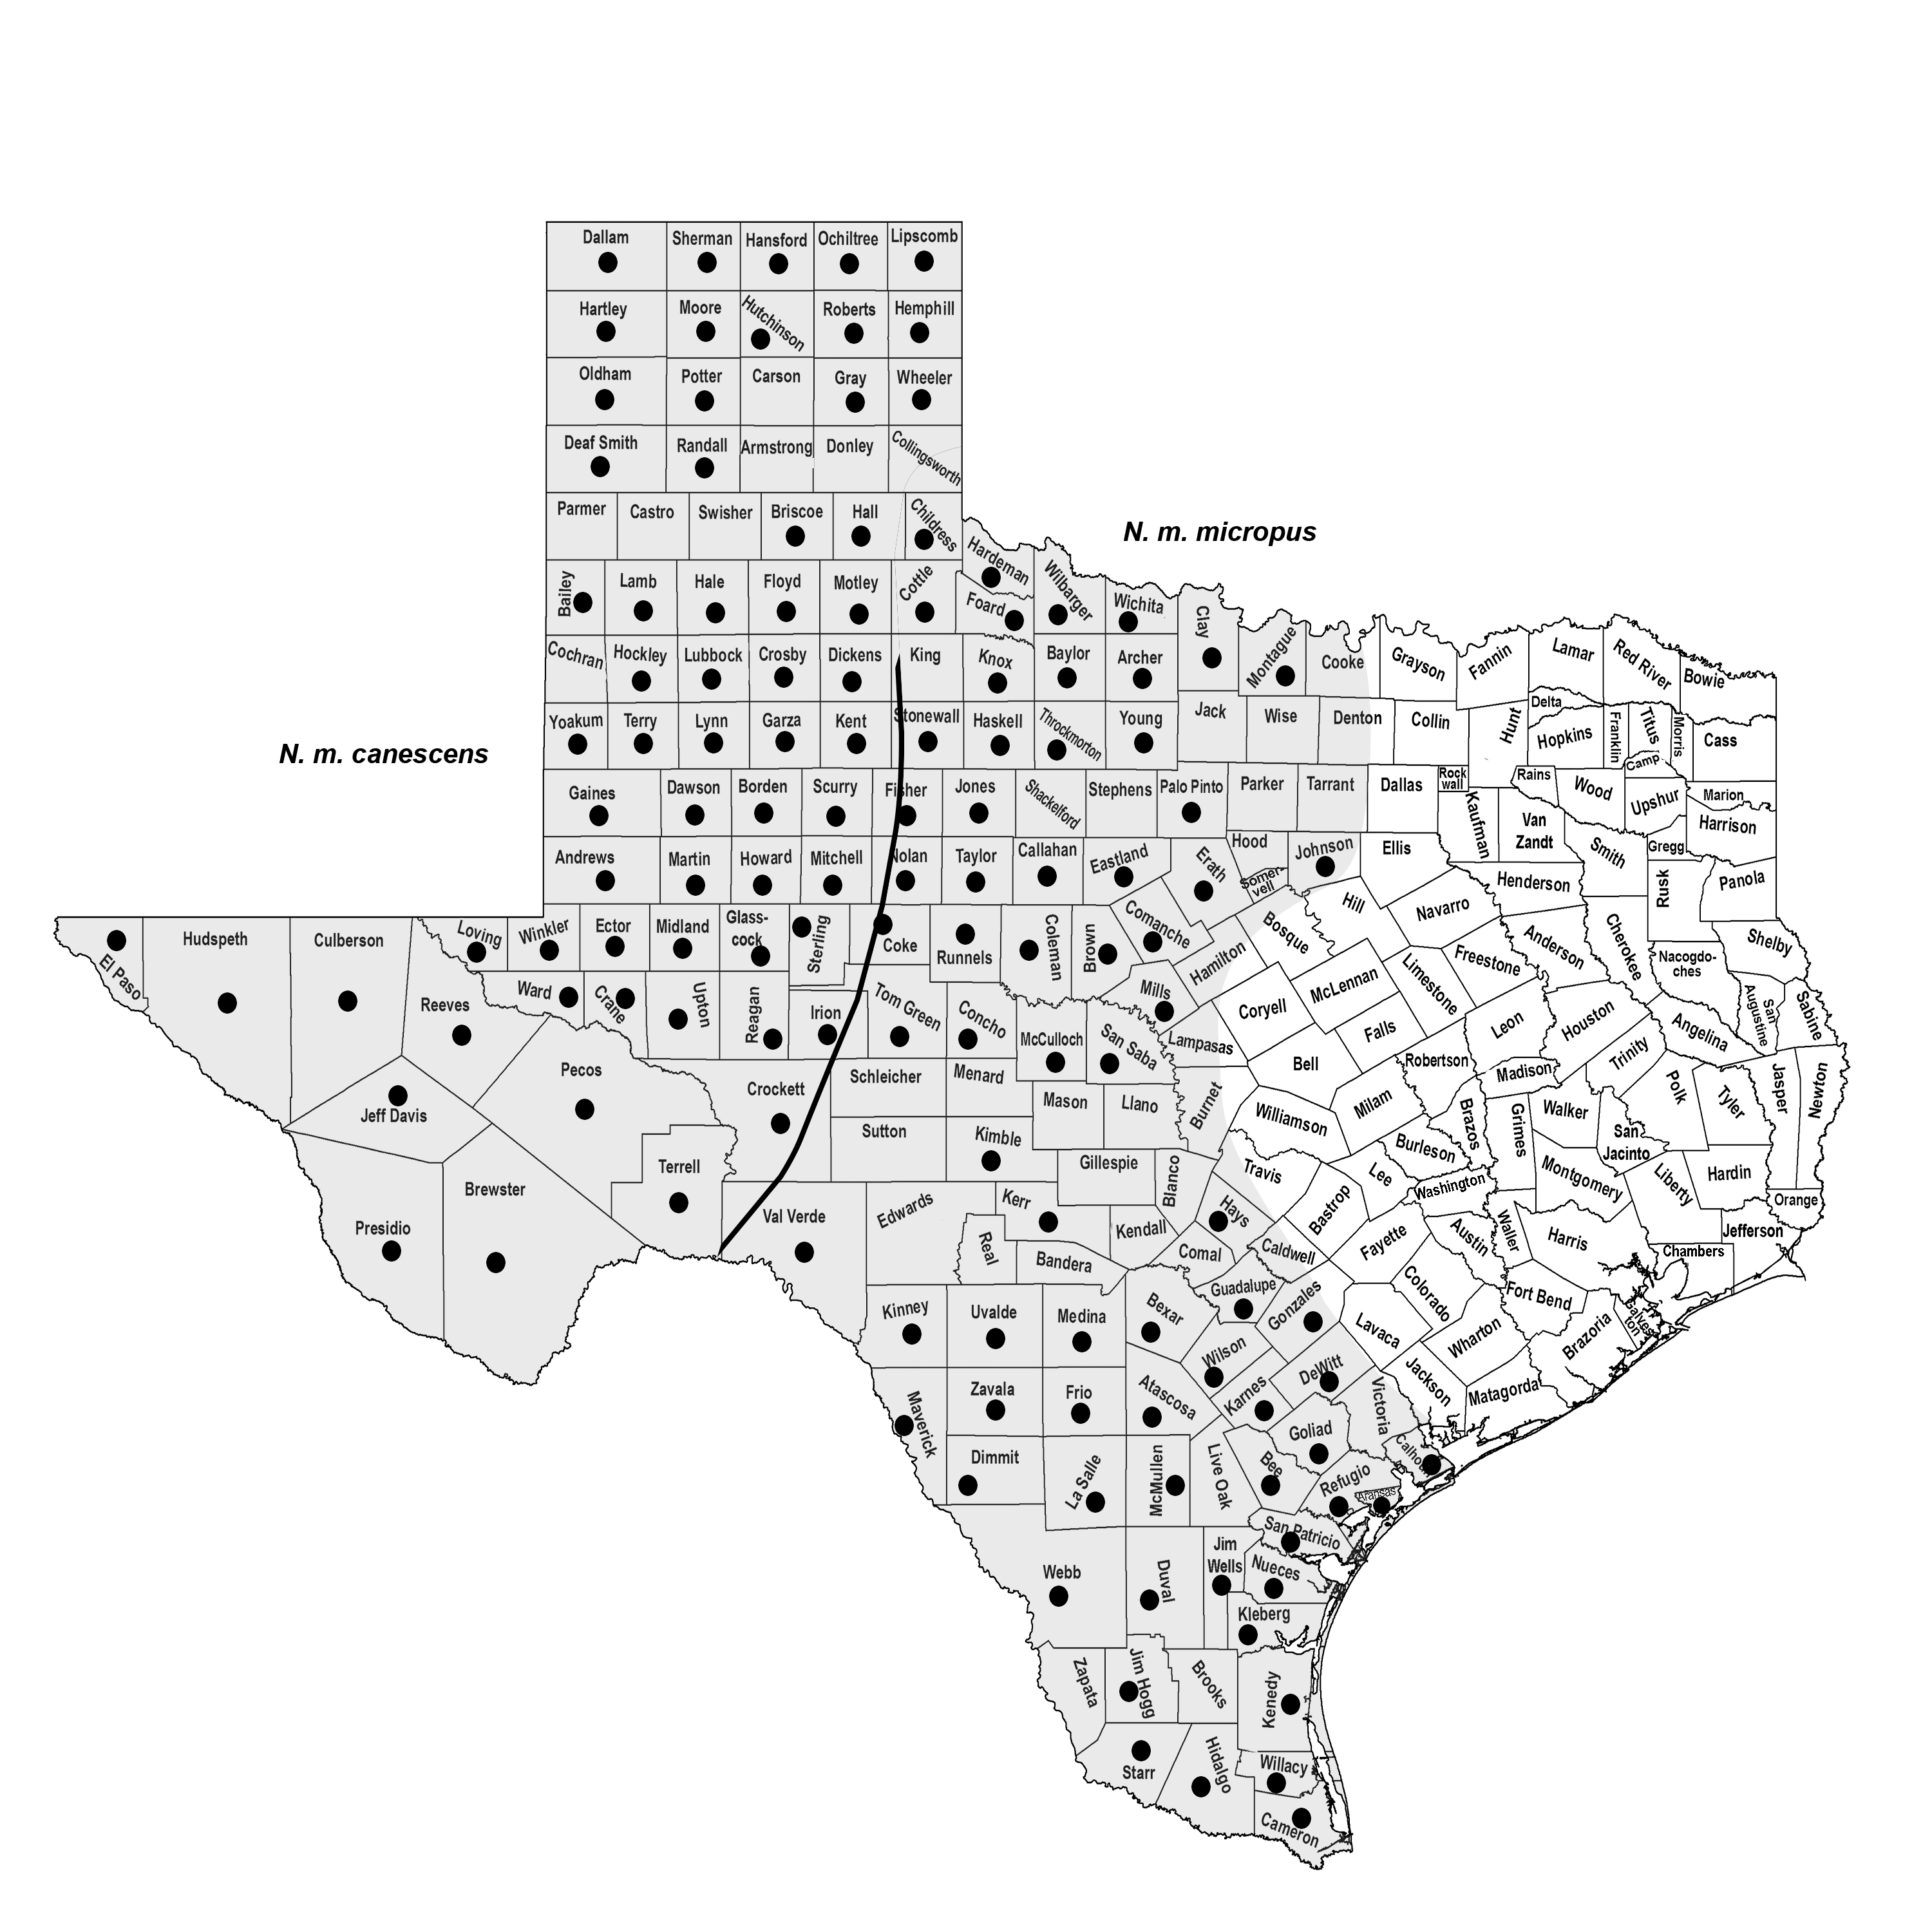 Dallam
Sherman
Hansford
Ochiltree
Lipscomb
Hartley
Moore
Hutchinson
Roberts
Hemphill
Oldham
Potter
Carson
Gray
Wheeler
Deaf Smith
Randall
Armstrong
Donley
Collingsworth
Parmer
Castro
Swisher
Briscoe
Hall
Childress
N. m. micropus
Hardeman
Bailey
Lamb
Hale
Floyd
Motley
Cottle
Foard
Wilbarger
Wichita
Clay
Montague
Cooke
Grayson
Fannin
Lamar
Red River
Bowie
Cochran
Hockley
Lubbock
Crosby
Dickens
King
Knox
Baylor
Archer
Yoakum
Terry
Lynn
Garza
Kent
Stonewall
Haskell
Throckmorton
Young
Jack
Wise
Denton
Collin
Hunt
Delta
Hopkins
Franklin
Titus
Morris
Cass
Camp
N. m. canescens
Gaines
Dawson
Borden
Scurry
Fisher
Jones
Shackelford
Stephens
Palo Pinto
Parker
Tarrant
Dallas
Rock
wall
Kaufman
Rains
Wood
Upshur
Marion
Harrison
Van
Zandt
Smith
Gregg
Andrews
Martin
Howard
Mitchell
Nolan
Taylor
Callahan
Eastland
Erath
Hood
Somer-
vell
Johnson
Ellis
Henderson
Rusk
Panola
El Paso
Hudspeth
Culberson
Loving
Winkler
Ector
Midland
Glass-
cock
Sterling
Coke
Runnels
Coleman
Brown
Comanche
Hamilton
Bosque
Hill
Navarro
Anderson
Cherokee
Nacogdo-
ches
Shelby
Reeves
Ward
Crane
Upton
Reagan
Irion
Tom Green
Concho
McCulloch
San Saba
Mills
Lampasas
Coryell
McLennan
Limestone
Freestone
Falls
Leon
Houston
Angelina
San
Augustine
Sabine
Jeff Davis
Pecos
Crockett
Schleicher
Menard
Mason
Llano
Burnet
Bell
Milam
Robertson
Madison
Trinity
Polk
Tyler
Jasper
Newton
Williamson
Burleson
Brazos
Grimes
Walker
San
Jacinto
Terrell
Sutton
Kimble
Gillespie
Blanco
Travis
Lee
Washington
Montgomery
Liberty
Hardin
Orange
Presidio
Brewster
Val Verde
Edwards
Kerr
Real
Bandera
Kendall
Hays
Comal
Caldwell
Bastrop
Fayette
Austin
Waller
Harris
Jefferson
Chambers
Kinney
Uvalde
Medina
Bexar
Guadalupe
Gonzales
Lavaca
Colorado
Fort Bend
Galves-
ton
Wharton
Brazoria
Maverick
Zavala
Frio
Atascosa
Wilson
Karnes
DeWitt
Victoria
Jackson
Matagorda
Dimmit
La Salle
McMullen
Live Oak
Bee
Goliad
Refugio
Aransas
San Patricio
Webb
Duval
Jim
Wells
Nueces
Kleberg
Zapata
Jim Hogg
Brooks
Kenedy
Starr
Hidalgo
Willacy
Cameron